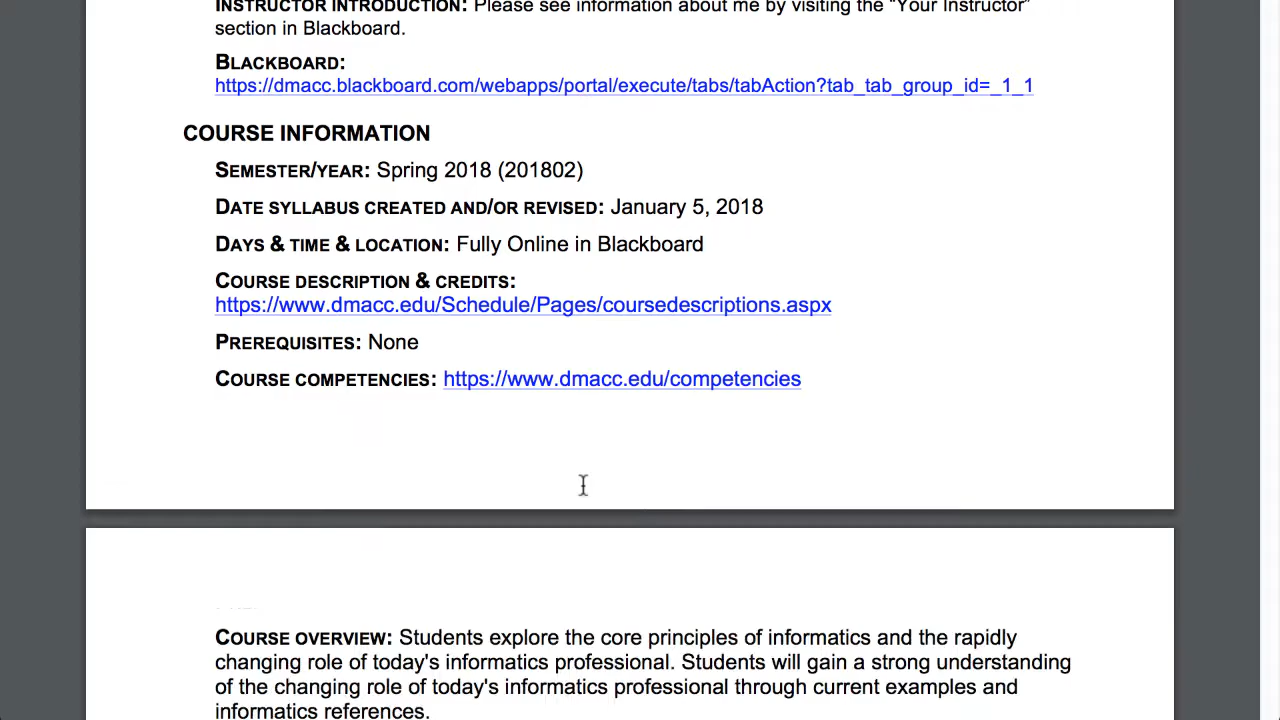 INSTRUCTOR INTRODUCTION: Please see information about me by visiting the “Your Instructor”
section in Blackboard.
BLACKBOARD:
https://dmacc.blackboard.com/webapps/portal/execute/tabs/tabAction?tab_tab_group_id=_1_1
COURSE INFORMATION
SEMESTER/YEAR: Spring 2018 (201802)
DATE SYLLABUS CREATED AND/OR REVISED: January 5, 2018
DAYS & TIME & LOCATION: Fully Online in Blackboard
COURSE DESCRIPTION & CREDITS:
https://www.dmacc.edu/Schedule/Pages/coursedescriptions.aspx
PREREQUISITES: None
COURSE COMPETENCIES: https://www.dmacc.edu/competencies
COURSE OVERVIEW: Students explore the core principles of informatics and the rapidly
changing role of today's informatics professional. Students will gain a strong understanding
of the changing role of today's informatics professional through current examples and
informatics references.